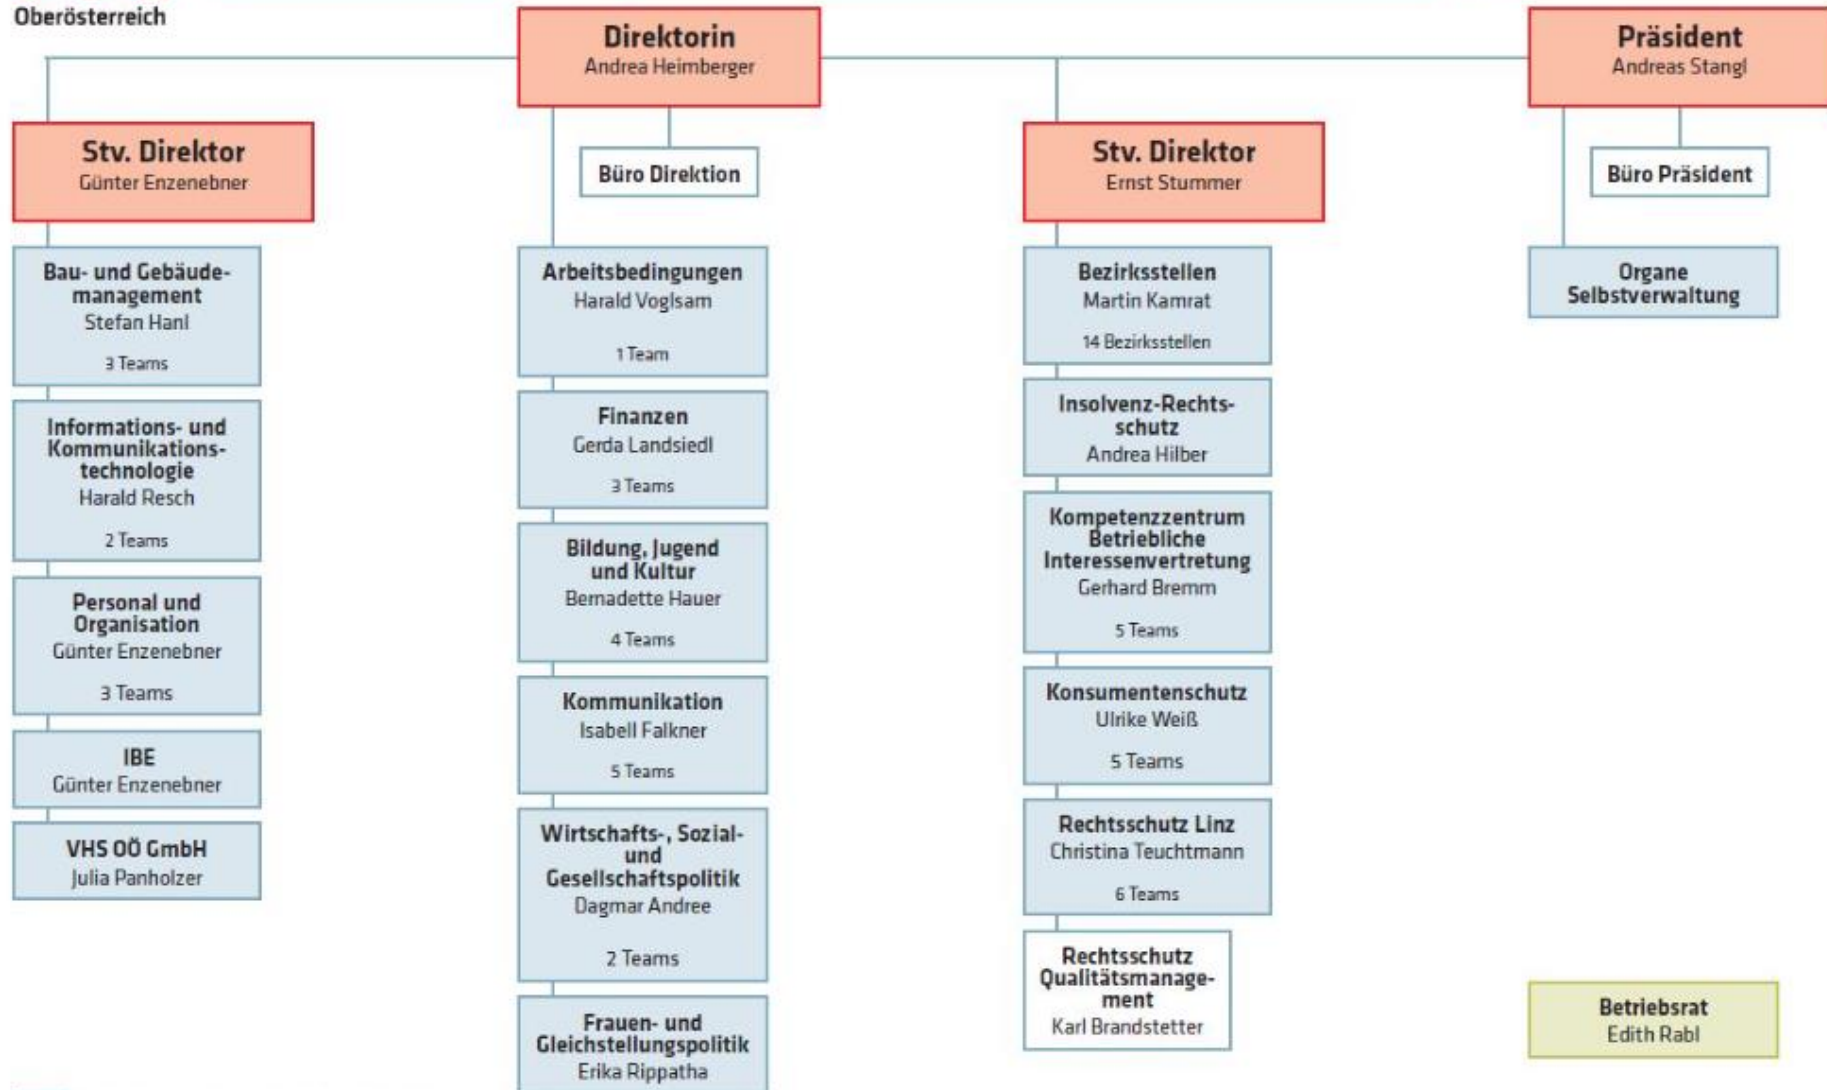 Oberösterreich
Direktorin
Andrea Heimberger
Präsident
Andreas Stangl
Stv. Direktor
Günter Enzenebner
Büro Direktion
Stv. Direktor
Ernst Stummer
Büro Präsident
Bau- und Gebäude-
management
Stefan Hanl
3 Teams
Informations- und
Kommunikations-
technologie
Harald Resch
2 Teams
Personal und
Organisation
Günter Enzenebner
3 Teams
IBE
Günter Enzenebner
VHS OÖ GmbH
Julia Panholzer
Arbeitsbedingungen
Harald Voglsam
1 Team
Finanzen
Gerda Landsiedl
3 Teams
Bildung, Jugend
und Kultur
Bernadette Hauer
4 Teams
Kommunikation
Isabell Falkner
5 Teams
Wirtschafts-, Sozial-
und
Gesellschaftspolitik
Dagmar Andree
2 Teams
Frauen- und
Gleichstellungspolitik
Erika Rippatha
Bezirksstellen
Martin Kamrat
14 Bezirksstellen
Insolvenz-Rechts-
schutz
Andrea Hilber
Kompetenzzentrum
Betriebliche
Interessenvertretung
Gerhard Bremm
5 Teams
Konsumentenschutz
Ulrike Weiß
5 Teams
Rechtsschutz Linz
Christina Teuchtmann
6 Teams
Rechtsschutz
Qualitätsmanage-
ment
Karl Brandstetter
Organe
Selbstverwaltung
Betriebsrat
Edith Rabl